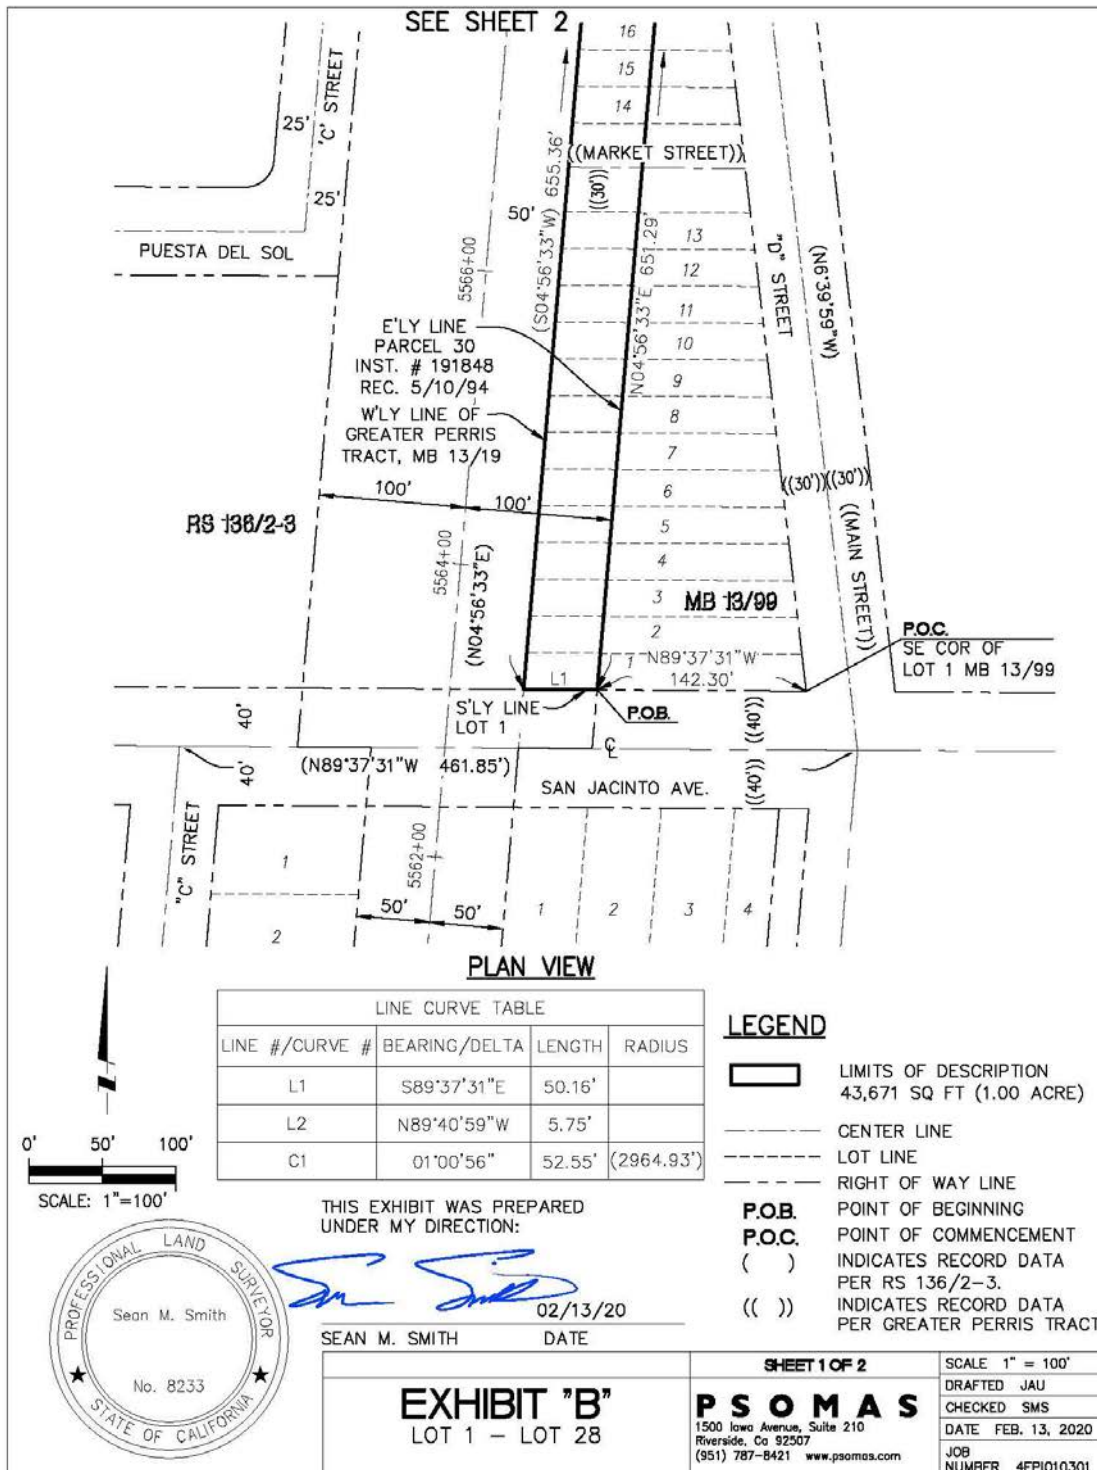 SEE SHEET 2
16
15
14
25'
"C" STREET
25'
((MARKET STREET))
((30'))
50'
(S04°56'33"W) 655.36'
N04°56'33"E 651.29'
PUESTA DEL SOL
5566+00
13
12
11
10
9
8
7
6
5
4
3
2
1
"D" STREET
(N6°39'59"W)
E'LY LINE
PARCEL 30
INST. # 191848
REC. 5/10/94
W'LY LINE OF
GREATER PERRIS
TRACT, MB 13/19
100'
100'
((30'))((30'))
RS 136/2-3
5564+00
(N04°56'33"E)
((MAIN STREET))
MB 13/99
P.O.C.
SE COR OF
LOT 1 MB 13/99
N89°37'31"W
142.30'
L1
S'LY LINE
LOT 1
P.O.B.
40'
40'
((40'))
((40'))
(N89°37'31"W 461.85')
SAN JACINTO AVE.
"C" STREET
5562+00
1
2
50'
50'
1
2
3
4
PLAN VIEW
LINE CURVE TABLE
LINE #/CURVE # BEARING/DELTA LENGTH RADIUS
L1 S89°37'31"E 50.16'
L2 N89°40'59"W 5.75'
C1 01°00'56" 52.55' (2964.93')
0' 50' 100'
SCALE: 1"=100'
LEGEND
LIMITS OF DESCRIPTION
43,671 SQ FT (1.00 ACRE)
CENTER LINE
LOT LINE
RIGHT OF WAY LINE
P.O.B. POINT OF BEGINNING
P.O.C. POINT OF COMMENCEMENT
( ) INDICATES RECORD DATA
PER RS 136/2-3.
(( )) INDICATES RECORD DATA
PER GREATER PERRIS TRACT
THIS EXHIBIT WAS PREPARED
UNDER MY DIRECTION:
02/13/20
SEAN M. SMITH DATE
PROFESSIONAL LAND SURVEYOR
Sean M. Smith
No. 8233
STATE OF CALIFORNIA
EXHIBIT "B"
LOT 1 – LOT 28
SHEET 1 OF 2
PSOMAS
1500 Iowa Avenue, Suite 210
Riverside, Ca 92507
(951) 787-8421 www.psomas.com
SCALE 1" = 100'
DRAFTED JAU
CHECKED SMS
DATE FEB. 13, 2020
JOB
NUMBER 4EPI010301